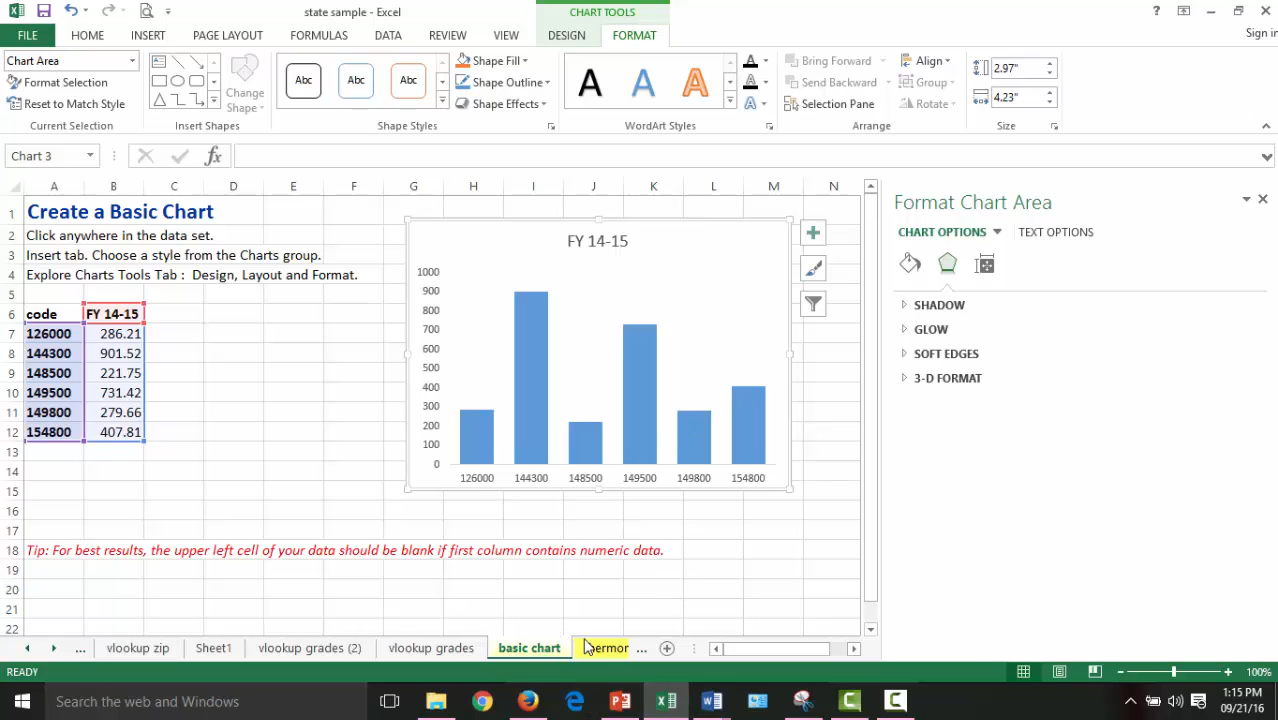 state sample - Excel
CHART TOOLS
? 
Sign in
FILE HOME INSERT PAGE LAYOUT FORMULAS DATA REVIEW VIEW DESIGN FORMAT
Chart Area
Format Selection
Reset to Match Style
Current Selection
Change Shape
Insert Shapes
Abc Abc Abc
Shape Fill
Shape Outline
Shape Effects
Shape Styles
A A A
WordArt Styles
Bring Forward
Send Backward
Selection Pane
Align
Group
Rotate
Arrange
2.97"
4.23"
Size
Chart 3
fx
A B C D E F G H I J K L M N
1 Create a Basic Chart
2 Click anywhere in the data set.
3 Insert tab. Choose a style from the Charts group.
4 Explore Charts Tools Tab : Design, Layout and Format.
5
6 code FY 14-15
7 126000 286.21
8 144300 901.52
9 148500 221.75
10 149500 731.42
11 149800 279.66
12 154800 407.81
13
14
15
16
17
18 Tip: For best results, the upper left cell of your data should be blank if first column contains numeric data.
19
20
21
22
FY 14-15
1000
900
800
700
600
500
400
300
200
100
0
126000 144300 148500 149500 149800 154800
Format Chart Area
CHART OPTIONS TEXT OPTIONS
SHADOW
GLOW
SOFT EDGES
3-D FORMAT
... vlookup zip Sheet1 vlookup grades (2) vlookup grades basic chart ...
READY
100%
Search the web and Windows
1:15 PM
09/21/16